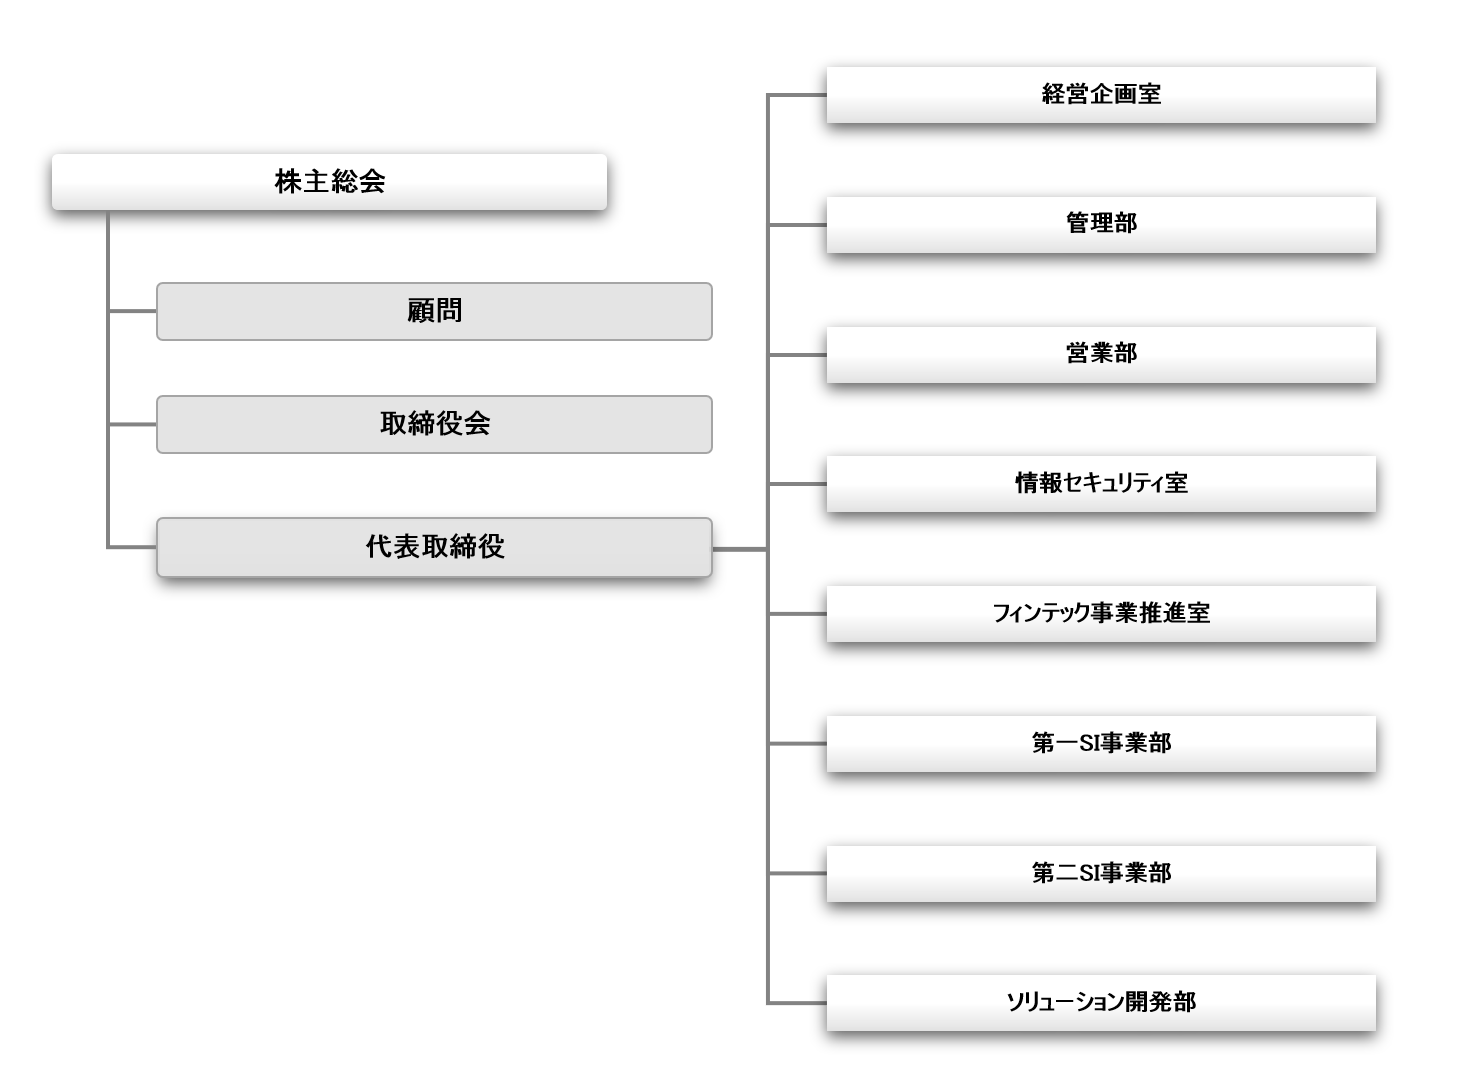 株主総会
顧問
取締役会
代表取締役
経営企画室
管理部
営業部
情報セキュリティ室
フィンテック事業推進室
第一SI事業部
第二SI事業部
ソリューション開発部